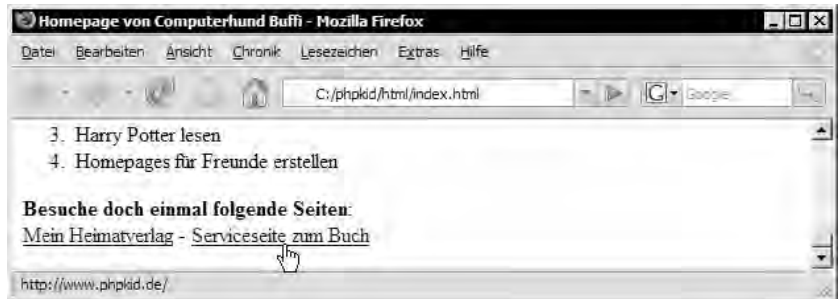 Homepage von Computerhund Buffi - Mozilla Firefox
Datei Bearbeiten Ansicht Chronik Lesezeichen Extras Hilfe
C:/phpkid/html/index.html G Google
3. Harry Potter lesen
4. Homepages für Freunde erstellen
Besuche doch einmal folgende Seiten:
Mein Heimatverlag - Serviceseite zum Buch
http://www.phpkid.de/